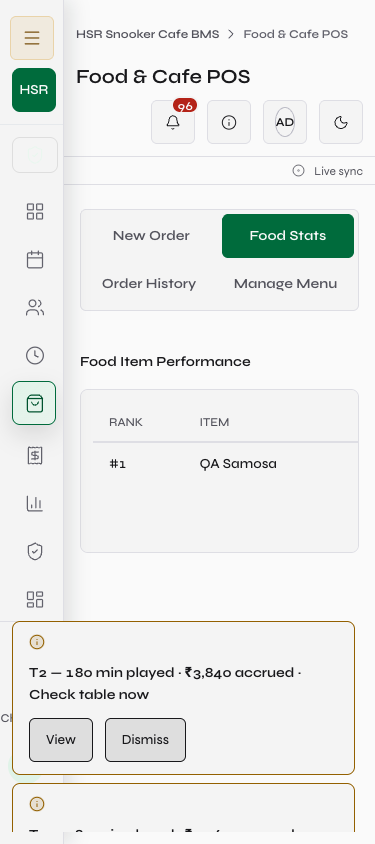 HSR Snooker Cafe BMS > Food & Cafe POS
HSR
Food & Cafe POS
96
AD
Live sync
New Order
Food Stats
Order History
Manage Menu
Food Item Performance
RANK ITEM
#1 QA Samosa
T2 — 180 min played · ₹3,840 accrued ·
Check table now
View
Dismiss